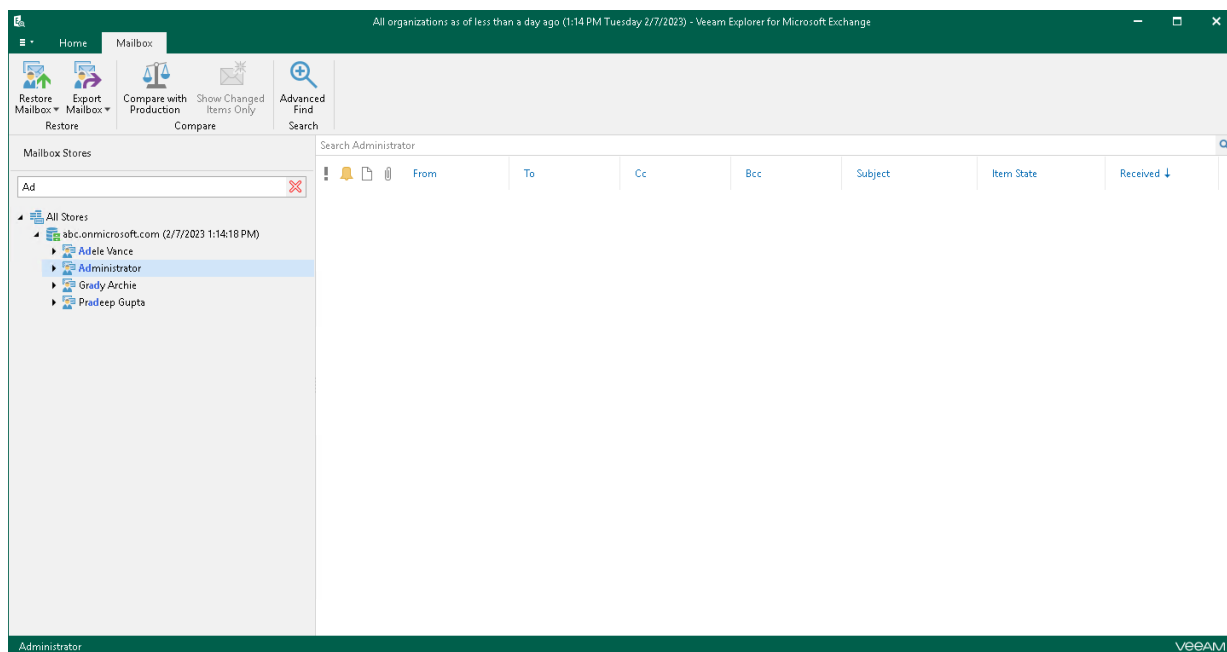 All organizations as of less than a day ago (1:14 PM Tuesday 2/7/2023) - Veeam Explorer for Microsoft Exchange
Home Mailbox
Restore Mailbox
Export Mailbox
Compare with Production
Show Changed Items Only
Advanced Find
Restore Compare Search
Mailbox Stores
Search Administrator
Ad
From To Cc Bcc Subject Item State Received ↓
All Stores
abc.onmicrosoft.com (2/7/2023 1:14:18 PM)
Adele Vance
Administrator
Grady Archie
Pradeep Gupta
Administrator
veeam